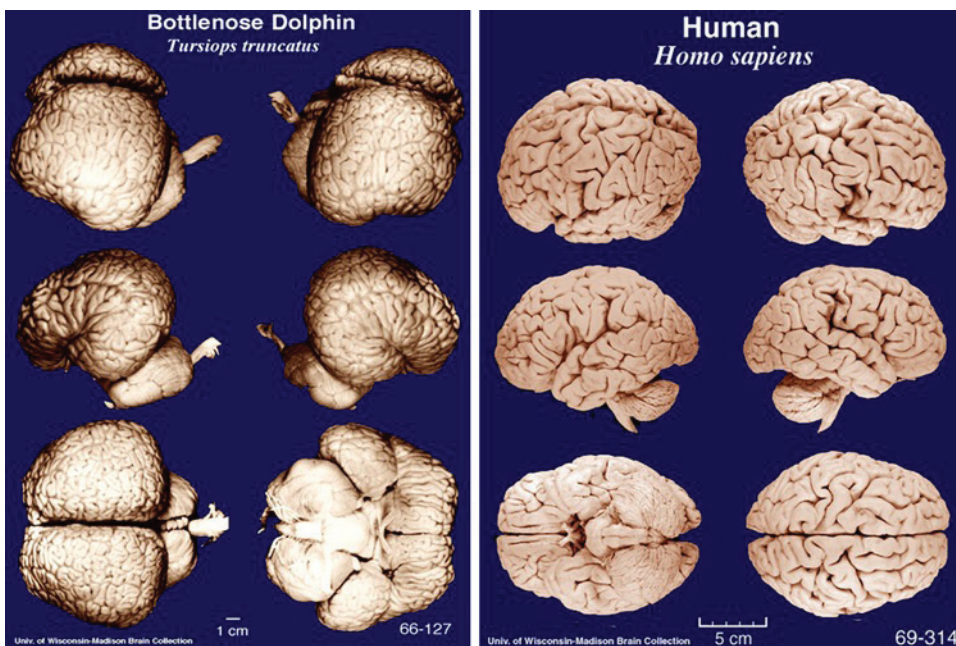 Bottlenose Dolphin
Tursiops truncatus
1 cm
Univ. of Wisconsin-Madison Brain Collection
66-127
Human
Homo sapiens
5 cm
Univ. of Wisconsin-Madison Brain Collection
69-314